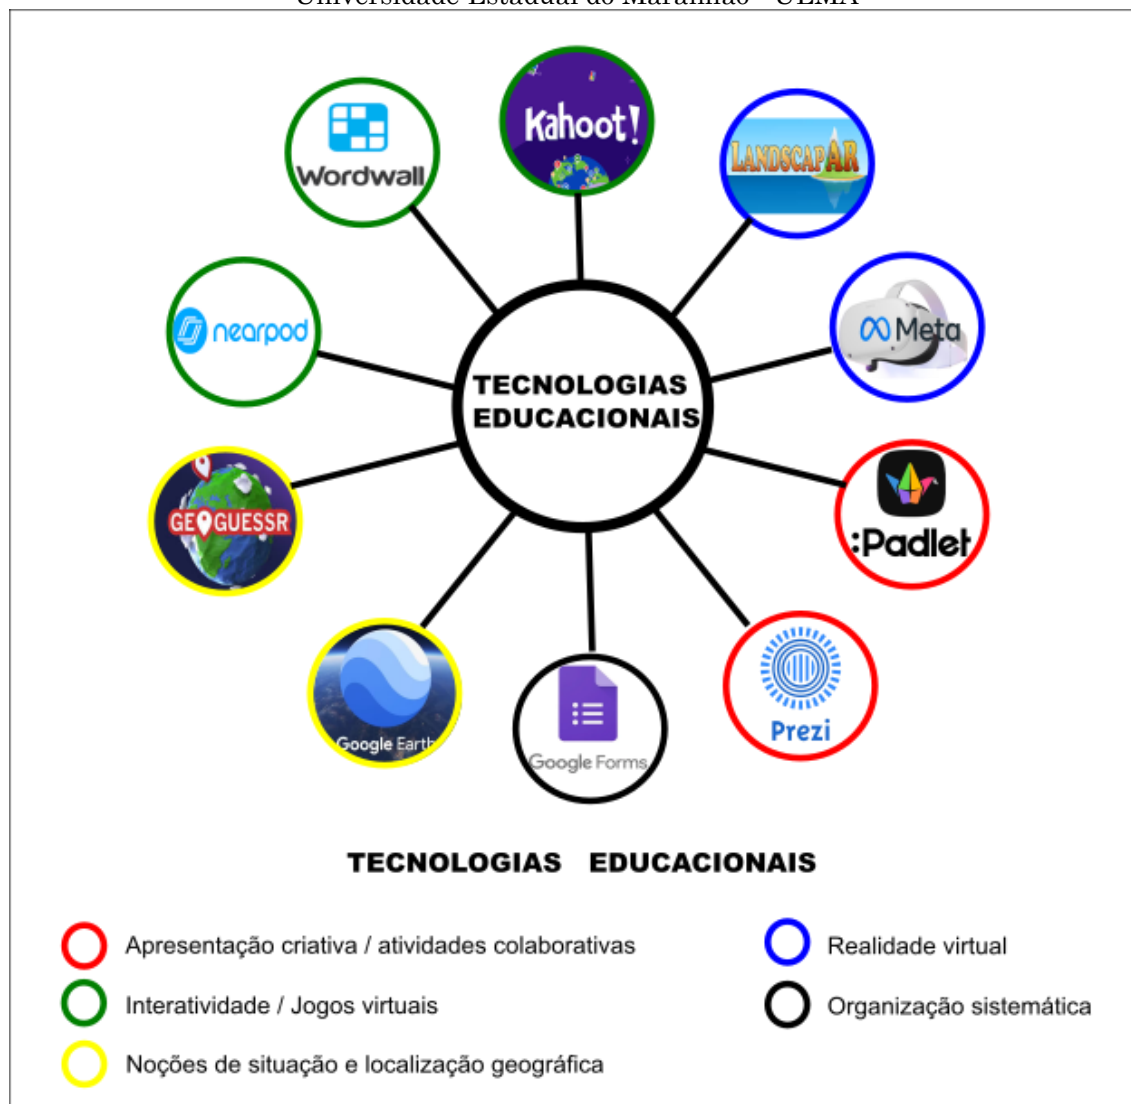 Universidade Estadual do Maranhão - UEMA
Kahoot!
Wordwall
LANDSCAPAR
nearpod
Meta
TECNOLOGIAS
EDUCACIONAIS
GEOGUESSR
:Padlet
Google Earth
Google Forms
Prezi
TECNOLOGIAS EDUCACIONAIS
Apresentação criativa / atividades colaborativas
Realidade virtual
Interatividade / Jogos virtuais
Organização sistemática
Noções de situação e localização geográfica